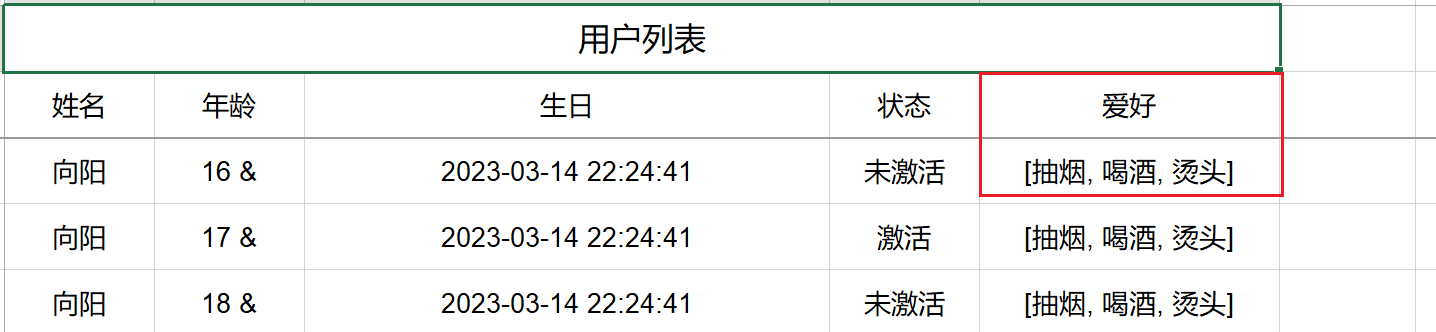 用户列表
姓名 年龄 生日 状态 爱好
向阳 16 & 2023-03-14 22:24:41 未激活 [抽烟, 喝酒, 烫头]
向阳 17 & 2023-03-14 22:24:41 激活 [抽烟, 喝酒, 烫头]
向阳 18 & 2023-03-14 22:24:41 未激活 [抽烟, 喝酒, 烫头]